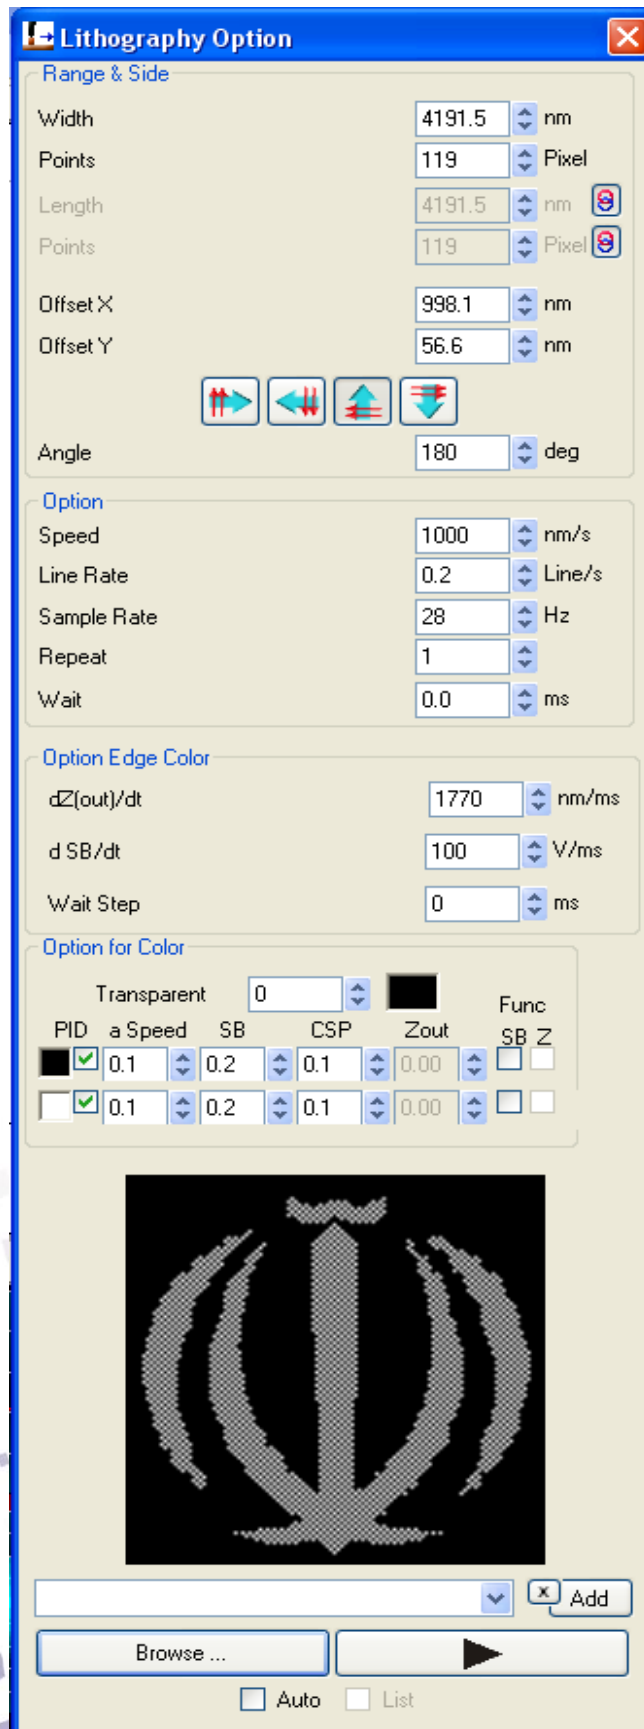 Lithography Option
Range & Side
Width 4191.5 nm
Points 119 Pixel
Length 4191.5 nm
Points 119 Pixel
Offset X 998.1 nm
Offset Y 56.6 nm
Angle 180 deg
Option
Speed 1000 nm/s
Line Rate 0.2 Line/s
Sample Rate 28 Hz
Repeat 1
Wait 0.0 ms
Option Edge Color
dZ(out)/dt 1770 nm/ms
d SB/dt 100 V/ms
Wait Step 0 ms
Option for Color
Transparent 0
Func
PID a Speed SB CSP Zout SB Z
0.1 0.2 0.1 0.00
0.1 0.2 0.1 0.00
x Add
Browse ...
Auto List